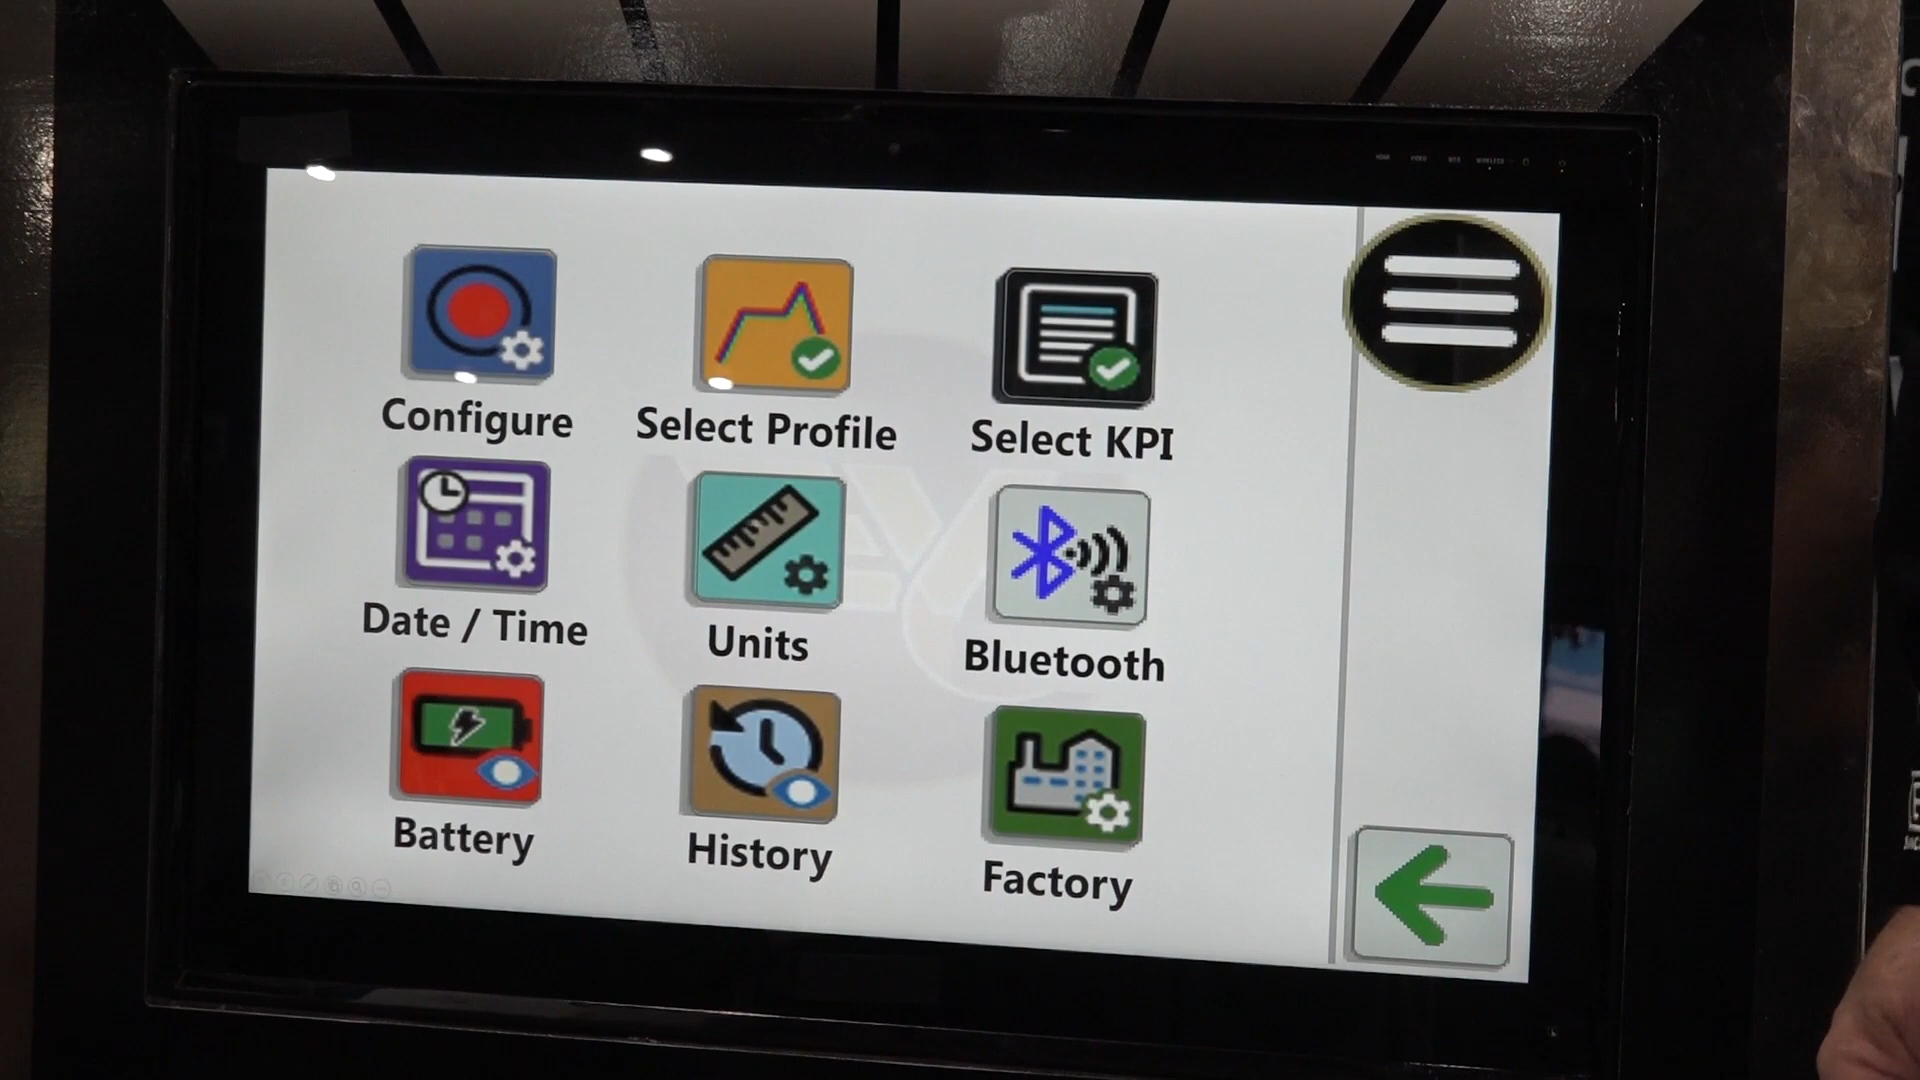 Configure
Select Profile
Select KPI
Date / Time
Units
Bluetooth
Battery
History
Factory